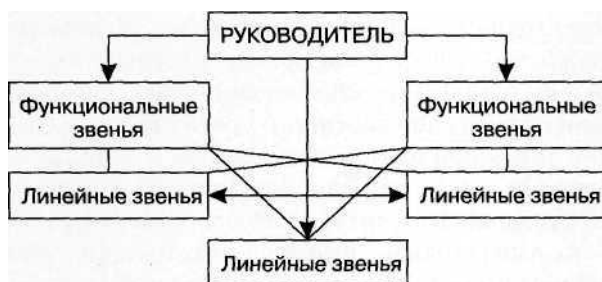 РУКОВОДИТЕЛЬ
Функциональные
звенья
Функциональные
звенья
Линейные звенья
Линейные звенья
Линейные звенья